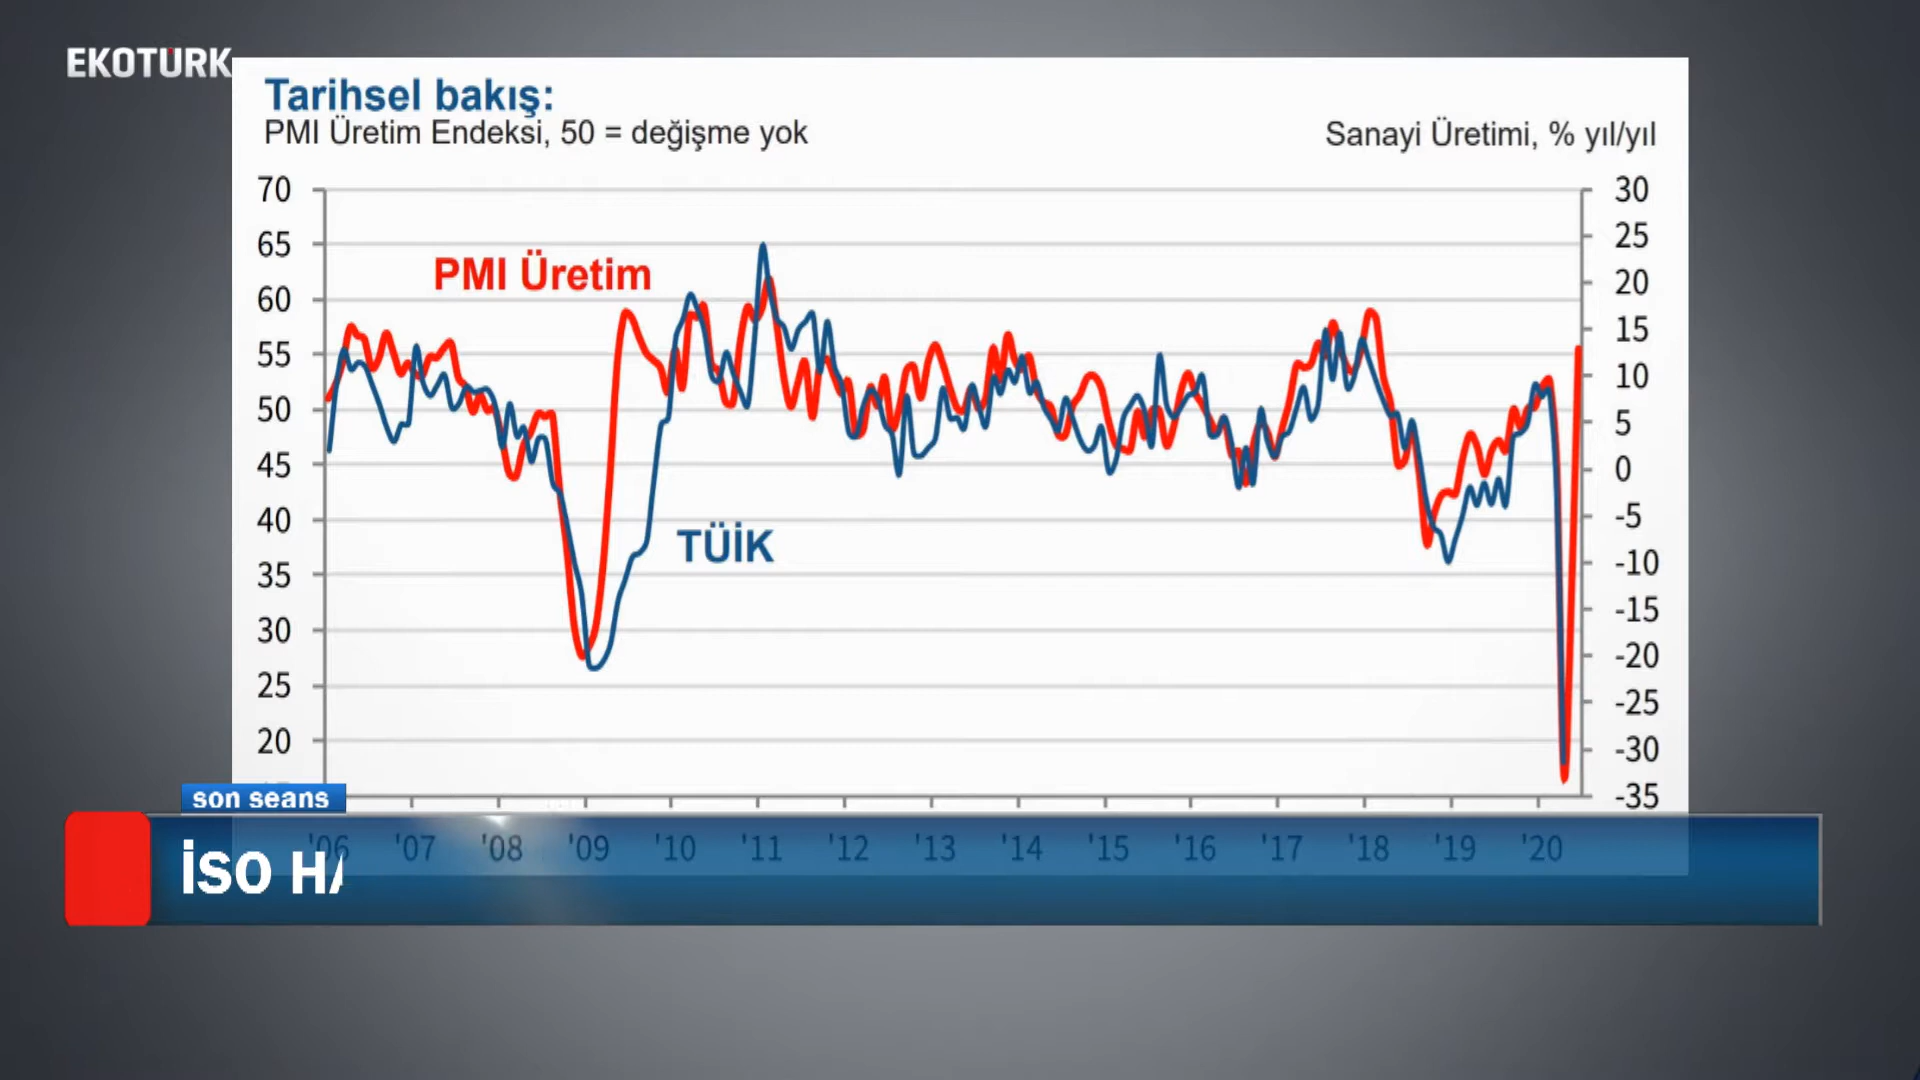 EKOTÜRK
Tarihsel bakış:
PMI Üretim Endeksi, 50 = değişme yok
Sanayi Üretimi, % yıl/yıl
70
65
60
55
50
45
40
35
30
25
20
30
25
20
15
10
5
0
-5
-10
-15
-20
-25
-30
-35
PMI Üretim
TÜİK
son seans
'06 '07 '08 '09 '10 '11 '12 '13 '14 '15 '16 '17 '18 '19 '20
İSO